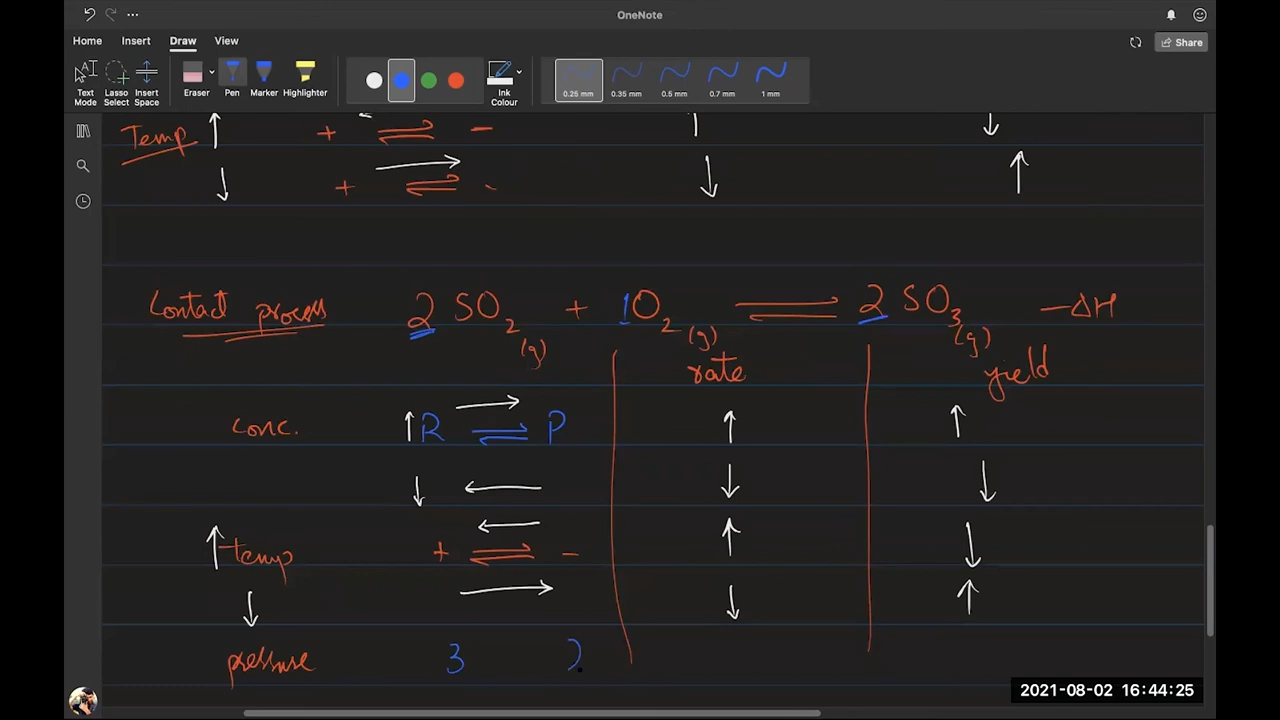 OneNote
Home Insert Draw View
Share
Text Mode Lasso Select Insert Space Eraser Pen Marker Highlighter Ink Colour 0.25 mm 0.35 mm 0.5 mm 0.7 mm 1 mm
Temp ↑ + ⇌ - ↑ ↓
↓ → + ⇌ - ↓ ↑
Contact process 2 SO₂ (g) + 1 O₂ (g) ⇌ 2 SO₃ (g) -ΔH
rate yield
conc. ↑ R → ⇌ P ↑ ↑
↓ ← ↓ ↓
↑ temp ← + ⇌ - ↑ ↓
↓ → ↓ ↑
pressure 3 2
2021-08-02 16:44:25